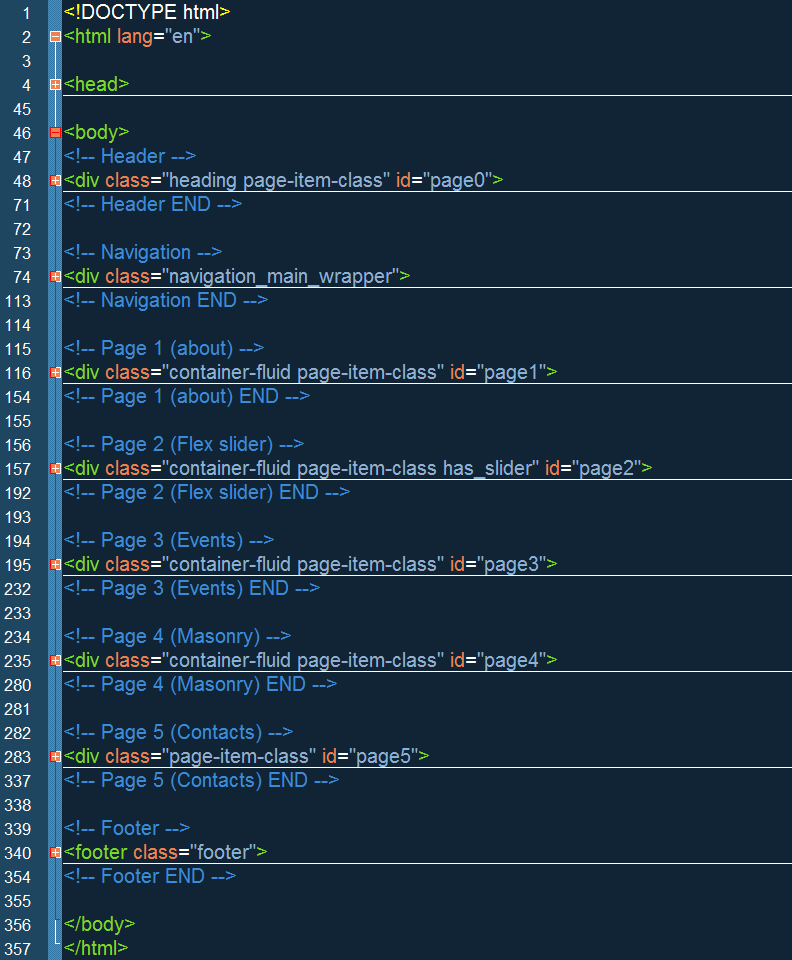 1 <!DOCTYPE html>
2 <html lang="en">
3
4 <head>
45
46 <body>
47 <!-- Header -->
48 <div class="heading page-item-class" id="page0">
71 <!-- Header END -->
72
73 <!-- Navigation -->
74 <div class="navigation_main_wrapper">
113 <!-- Navigation END -->
114
115 <!-- Page 1 (about) -->
116 <div class="container-fluid page-item-class" id="page1">
154 <!-- Page 1 (about) END -->
155
156 <!-- Page 2 (Flex slider) -->
157 <div class="container-fluid page-item-class has_slider" id="page2">
192 <!-- Page 2 (Flex slider) END -->
193
194 <!-- Page 3 (Events) -->
195 <div class="container-fluid page-item-class" id="page3">
232 <!-- Page 3 (Events) END -->
233
234 <!-- Page 4 (Masonry) -->
235 <div class="container-fluid page-item-class" id="page4">
280 <!-- Page 4 (Masonry) END -->
281
282 <!-- Page 5 (Contacts) -->
283 <div class="page-item-class" id="page5">
337 <!-- Page 5 (Contacts) END -->
338
339 <!-- Footer -->
340 <footer class="footer">
354 <!-- Footer END -->
355
356 </body>
357 </html>